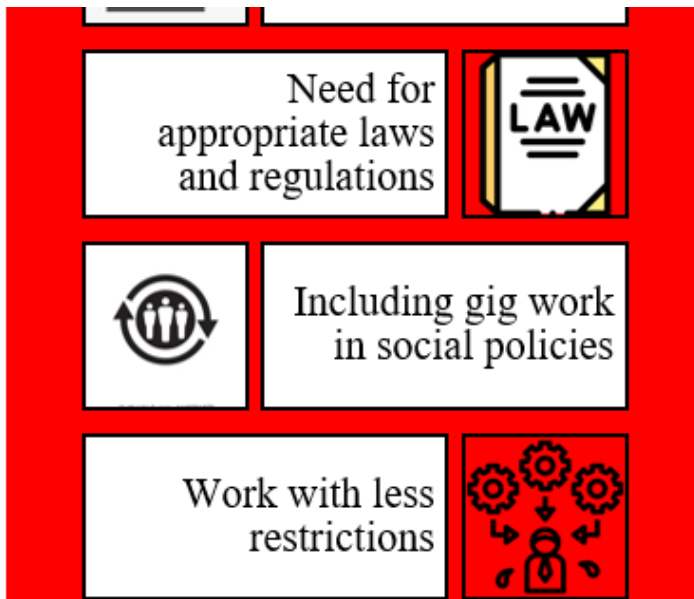 Need for
appropriate laws
and regulations
LAW
Including gig work
in social policies
Work with less
restrictions